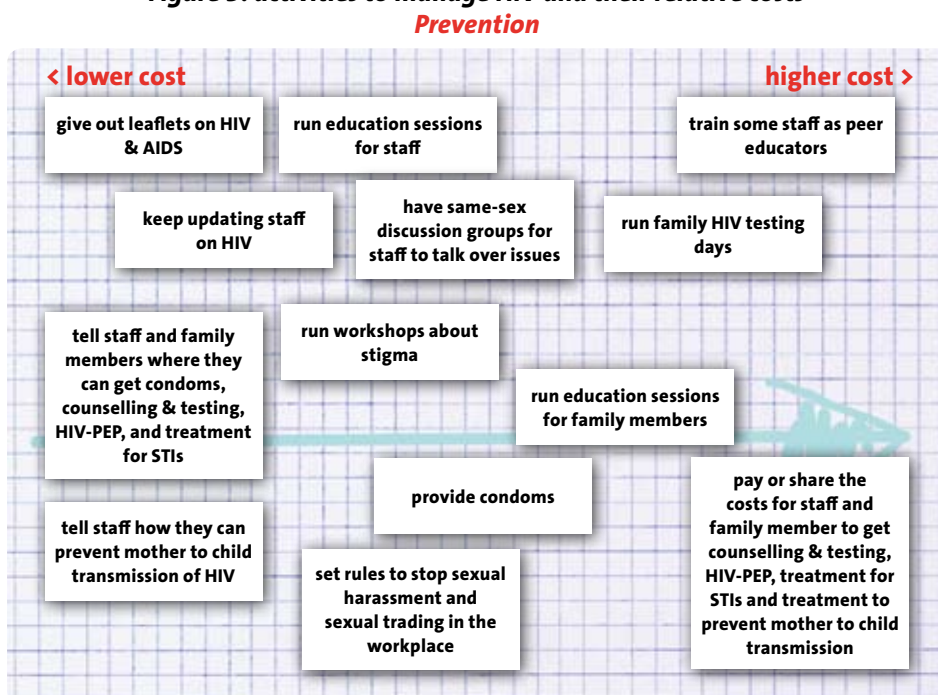 Prevention
< lower cost
higher cost >
give out leaflets on HIV
& AIDS
run education sessions
for staff
train some staff as peer
educators
keep updating staff
on HIV
have same-sex
discussion groups for
staff to talk over issues
run family HIV testing
days
tell staff and family
members where they
can get condoms,
counselling & testing,
HIV-PEP, and treatment
for STIs
run workshops about
stigma
run education sessions
for family members
provide condoms
tell staff how they can
prevent mother to child
transmission of HIV
set rules to stop sexual
harassment and
sexual trading in the
workplace
pay or share the
costs for staff and
family member to get
counselling & testing,
HIV-PEP, treatment for
STIs and treatment to
prevent mother to child
transmission